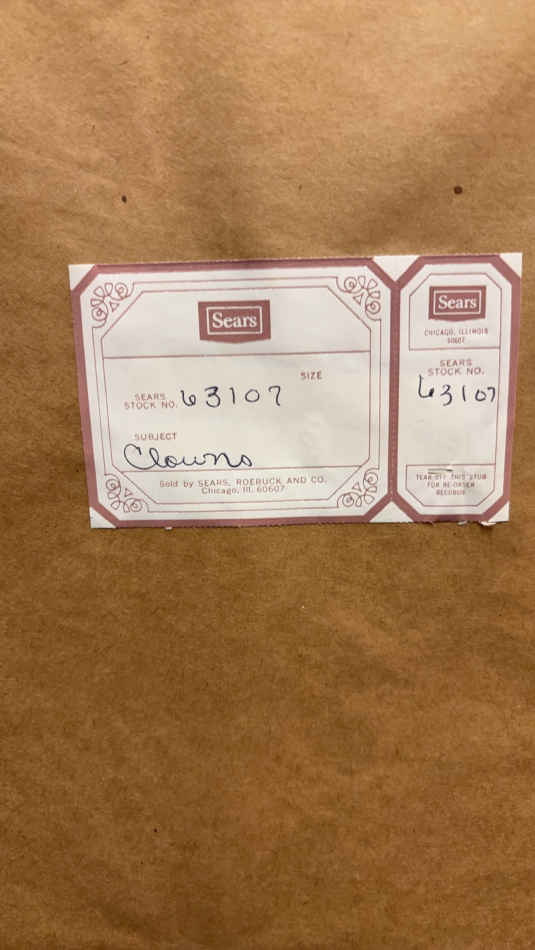 Sears
SIZE
SEARS
STOCK NO. 63107
SUBJECT
Clowns
Sold by SEARS, ROEBUCK AND CO.
Chicago, Ill. 60607
Sears
CHICAGO, ILLINOIS
60607
SEARS
STOCK NO.
63107
TEAR OFF THIS STUB
FOR RE-ORDER
RECORDS